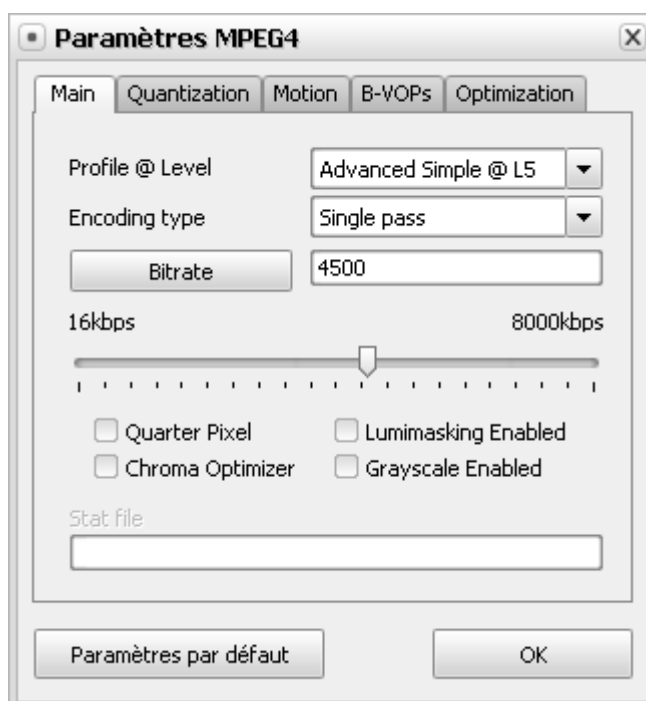 Paramètres MPEG4
Main Quantization Motion B-VOPs Optimization
Profile @ Level Advanced Simple @ L5
Encoding type Single pass
Bitrate 4500
16kbps 8000kbps
Quarter Pixel Lumimasking Enabled
Chroma Optimizer Grayscale Enabled
Stat file
Paramètres par défaut OK